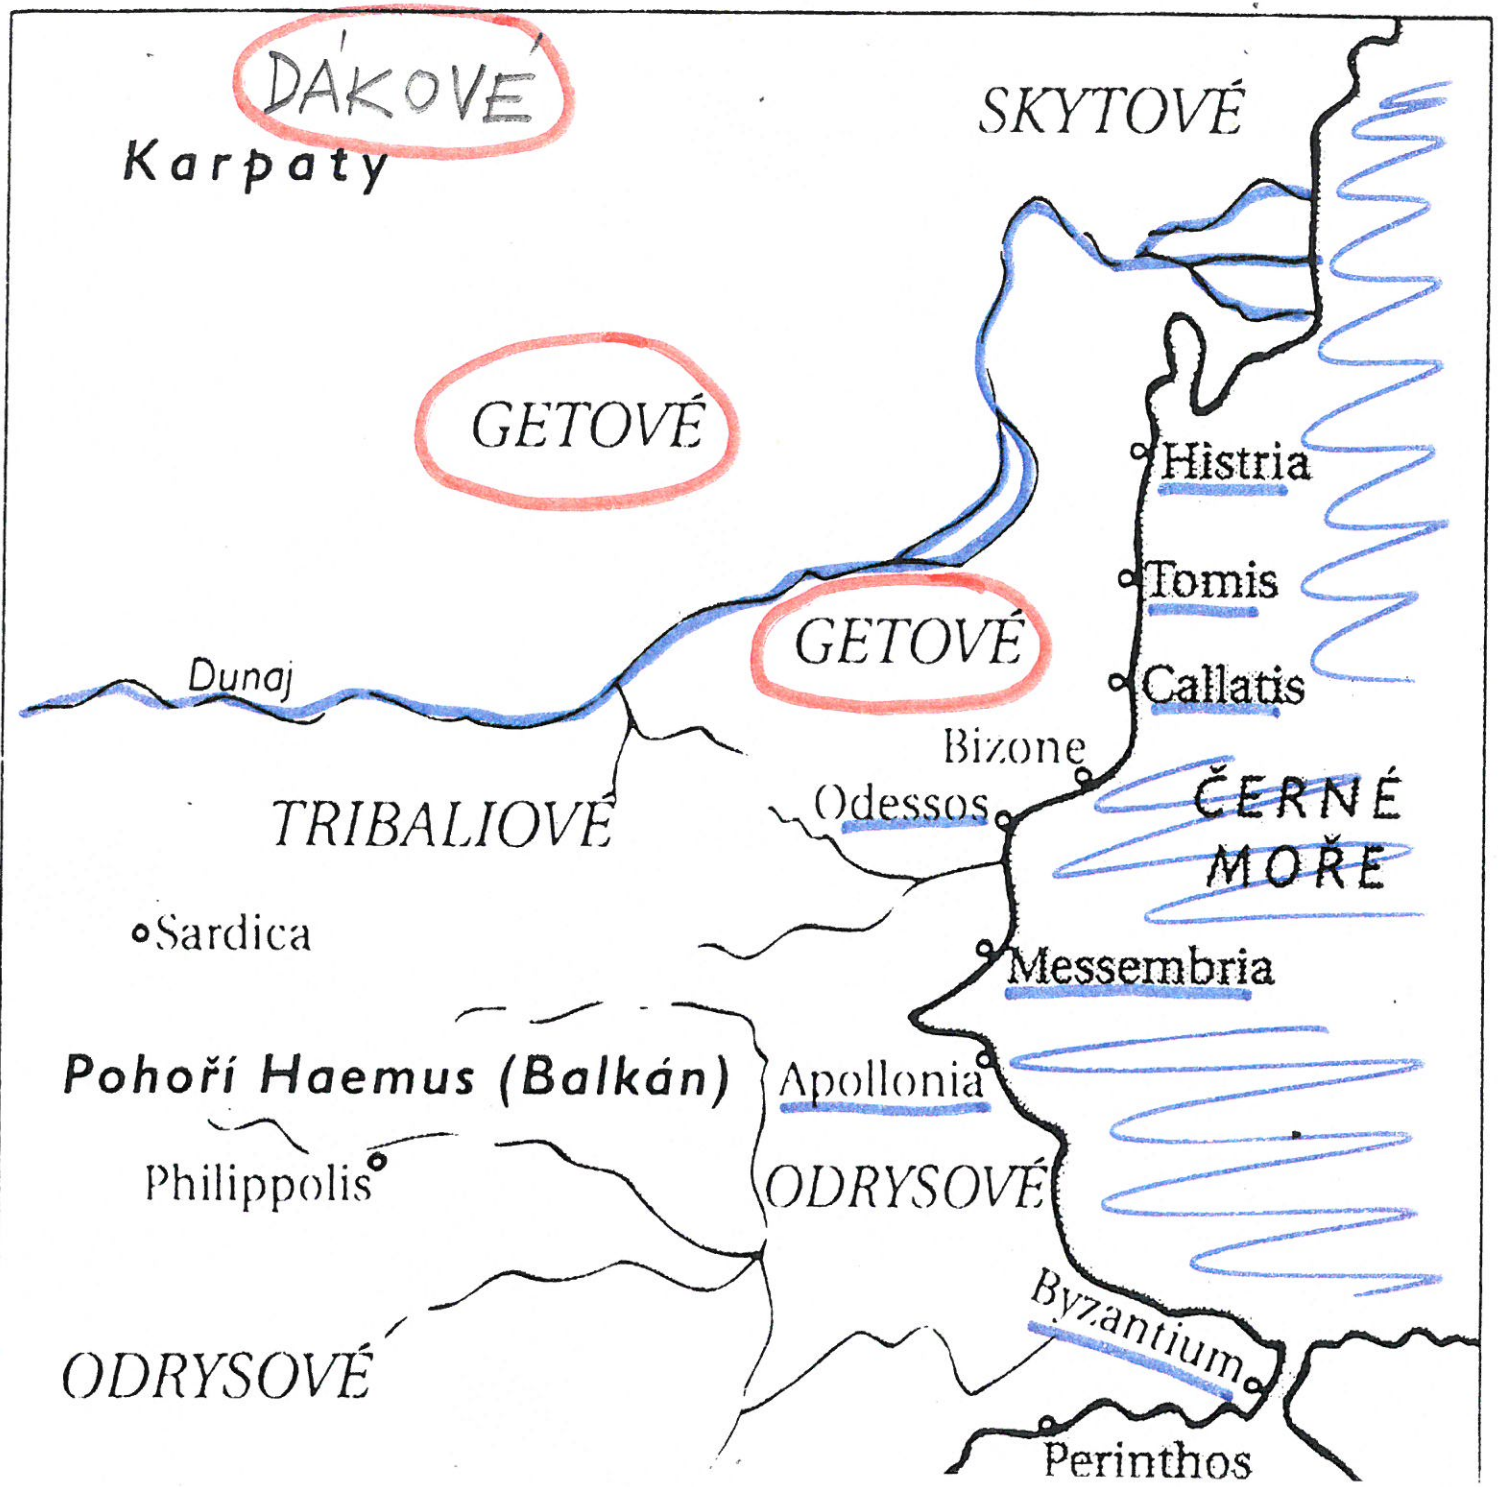 DÁKOVÉ
SKYTOVÉ
Karpaty
GETOVÉ
Histria
Tomis
GETOVÉ
Dunaj
Callatis
Bizone
Odessos
ČERNÉ
MOŘE
TRIBALIOVÉ
Sardica
Messembria
Pohoří Haemus (Balkán)
Apollonia
Philippolis
ODRYSOVÉ
Byzantium
ODRYSOVÉ
Perinthos